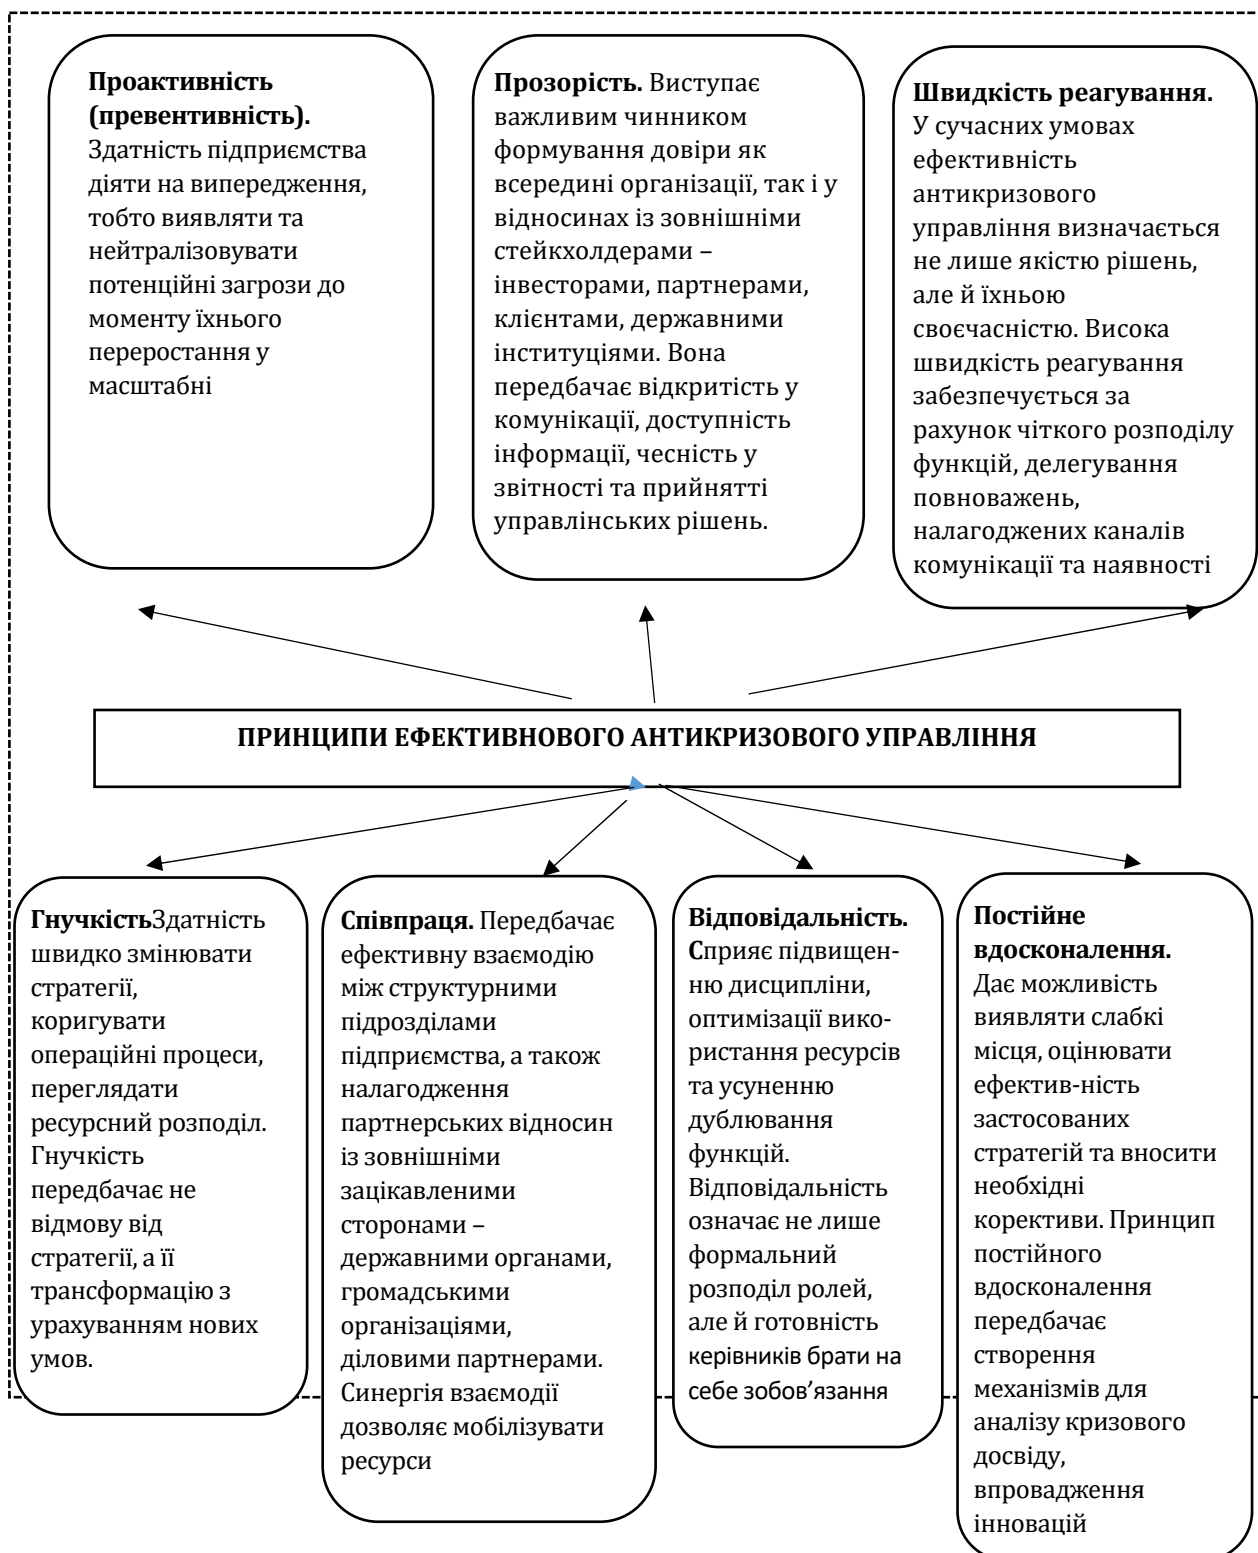 Проактивність
(превентивність).
Здатність підприємства
діяти на випередження,
тобто виявляти та
нейтралізовувати
потенційні загрози до
моменту їхнього
переростання у
масштабні
Прозорість. Виступає
важливим чинником
формування довіри як
всередині організації, так і у
відносинах із зовнішніми
стейкхолдерами –
інвесторами, партнерами,
клієнтами, державними
інституціями. Вона
передбачає відкритість у
комунікації, доступність
інформації, чесність у
звітності та прийнятті
управлінських рішень.
Швидкість реагування.
У сучасних умовах
ефективність
антикризового
управління визначається
не лише якістю рішень,
але й їхньою
своєчасністю. Висока
швидкість реагування
забезпечується за
рахунок чіткого розподілу
функцій, делегування
повноважень,
налагоджених каналів
комунікації та наявності
ПРИНЦИПИ ЕФЕКТИВНОВОГО АНТИКРИЗОВОГО УПРАВЛІННЯ
ГнучкістьЗдатність
швидко змінювати
стратегії,
коригувати
операційні процеси,
переглядати
ресурсний розподіл.
Гнучкість
передбачає не
відмову від
стратегії, а її
трансформацію з
урахуванням нових
умов.
Співпраця. Передбачає
ефективну взаємодію
між структурними
підрозділами
підприємства, а також
налагодження
партнерських відносин
із зовнішніми
зацікавленими
сторонами –
державними органами,
громадськими
організаціями,
діловими партнерами.
Синергія взаємодії
дозволяє мобілізувати
ресурси
Відповідальність.
Сприяє підвищен-
ню дисципліни,
оптимізації вико-
ристання ресурсів
та усуненню
дублювання
функцій.
Відповідальність
означає не лише
формальний
розподіл ролей,
але й готовність
керівників брати на
себе зобов’язання
Постійне
вдосконалення.
Дає можливість
виявляти слабкі
місця, оцінювати
ефектив-ність
застосованих
стратегій та вносити
необхідні
корективи. Принцип
постійного
вдосконалення
передбачає
створення
механізмів для
аналізу кризового
досвіду,
впровадження
інновацій